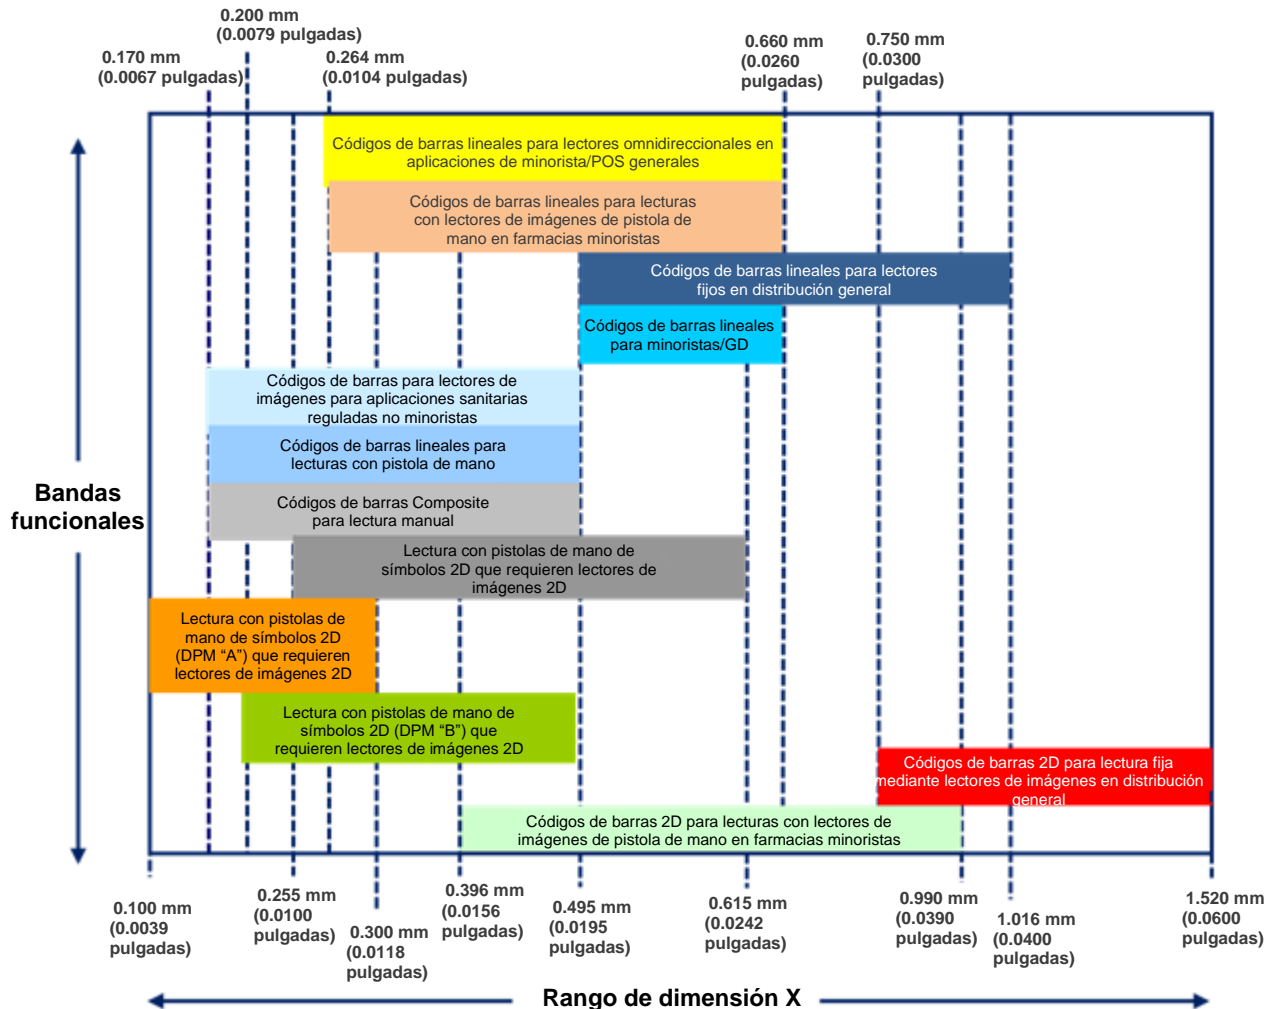 0.200 mm
(0.0079 pulgadas)
0.170 mm
(0.0067 pulgadas)
0.264 mm
(0.0104 pulgadas)
0.660 mm
(0.0260
pulgadas)
0.750 mm
(0.0300
pulgadas)
Códigos de barras lineales para lectores omnidireccionales en
aplicaciones de minorista/POS generales
Códigos de barras lineales para lecturas
con lectores de imágenes de pistola de
mano en farmacias minoristas
Códigos de barras lineales para lectores
fijos en distribución general
Códigos de barras lineales
para minoristas/GD
Códigos de barras para lectores de
imágenes para aplicaciones sanitarias
reguladas no minoristas
Códigos de barras lineales para
lecturas con pistola de mano
Bandas
funcionales
Códigos de barras Composite
para lectura manual
Lectura con pistolas de mano de
símbolos 2D que requieren lectores de
imágenes 2D
Lectura con pistolas de
mano de símbolos 2D
(DPM “A”) que requieren
lectores de imágenes 2D
Lectura con pistolas de mano de
símbolos 2D (DPM “B”) que
requieren lectores de imágenes 2D
Códigos de barras 2D para lectura fija
mediante lectores de imágenes en distribución
general
Códigos de barras 2D para lecturas con lectores de
imágenes de pistola de mano en farmacias minoristas
0.100 mm
(0.0039
pulgadas)
0.255 mm
(0.0100
pulgadas)
0.300 mm
(0.0118
pulgadas)
0.396 mm
(0.0156
pulgadas)
0.495 mm
(0.0195
pulgadas)
0.615 mm
(0.0242
pulgadas)
0.990 mm
(0.0390
pulgadas)
1.016 mm
(0.0400
pulgadas)
1.520 mm
(0.0600
pulgadas)
Rango de dimensión X